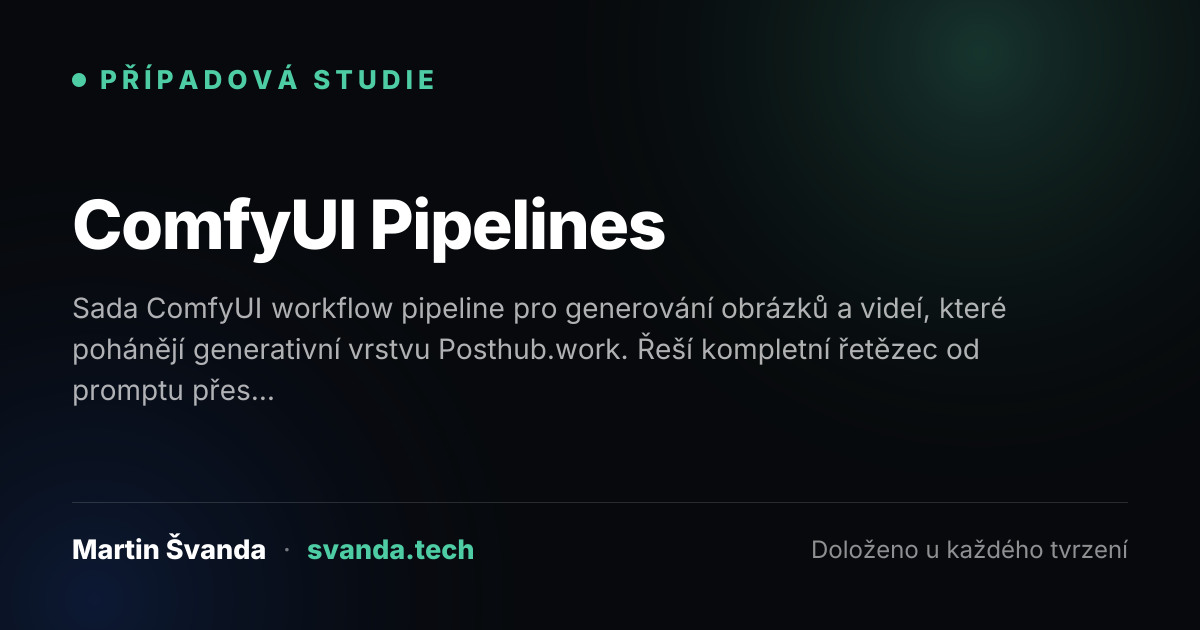 PŘÍPADOVÁ STUDIE
ComfyUI Pipelines
Sada ComfyUI workflow pipeline pro generování obrázků a videí, které
pohánějí generativní vrstvu Posthub.work. Řeší kompletní řetězec od
promptu přes...
Martin Švanda · svanda.tech
Doloženo u každého tvrzení